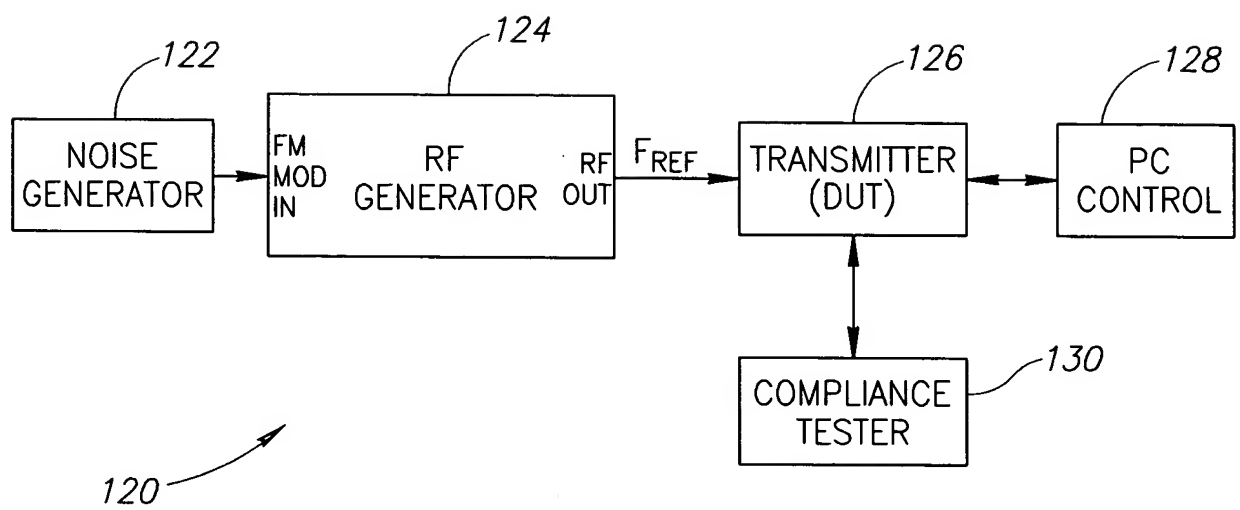 122
124
126
128
NOISE
GENERATOR
FM
MOD
IN
RF
GENERATOR
RF
OUT
FREF
TRANSMITTER
(DUT)
PC
CONTROL
130
COMPLIANCE
TESTER
120